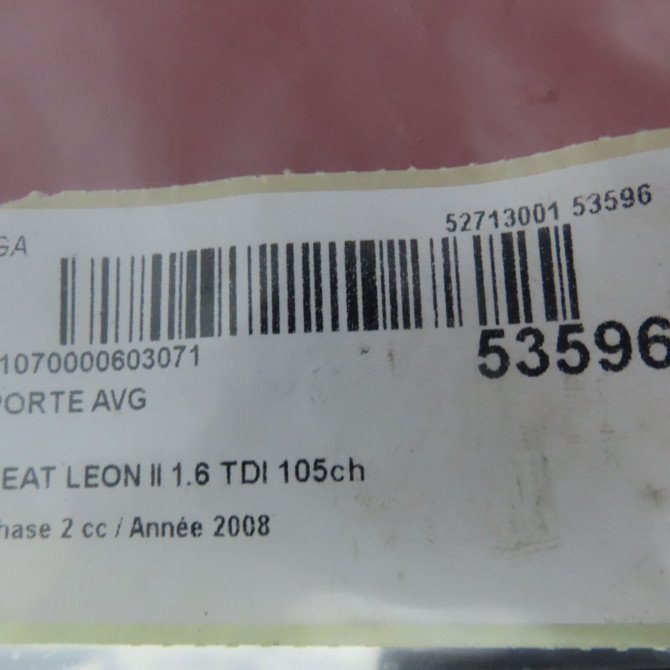 GA
52713001 53596
1070000603071
53596
PORTE AVG
EAT LEON II 1.6 TDI 105ch
hase 2 cc / Année 2008